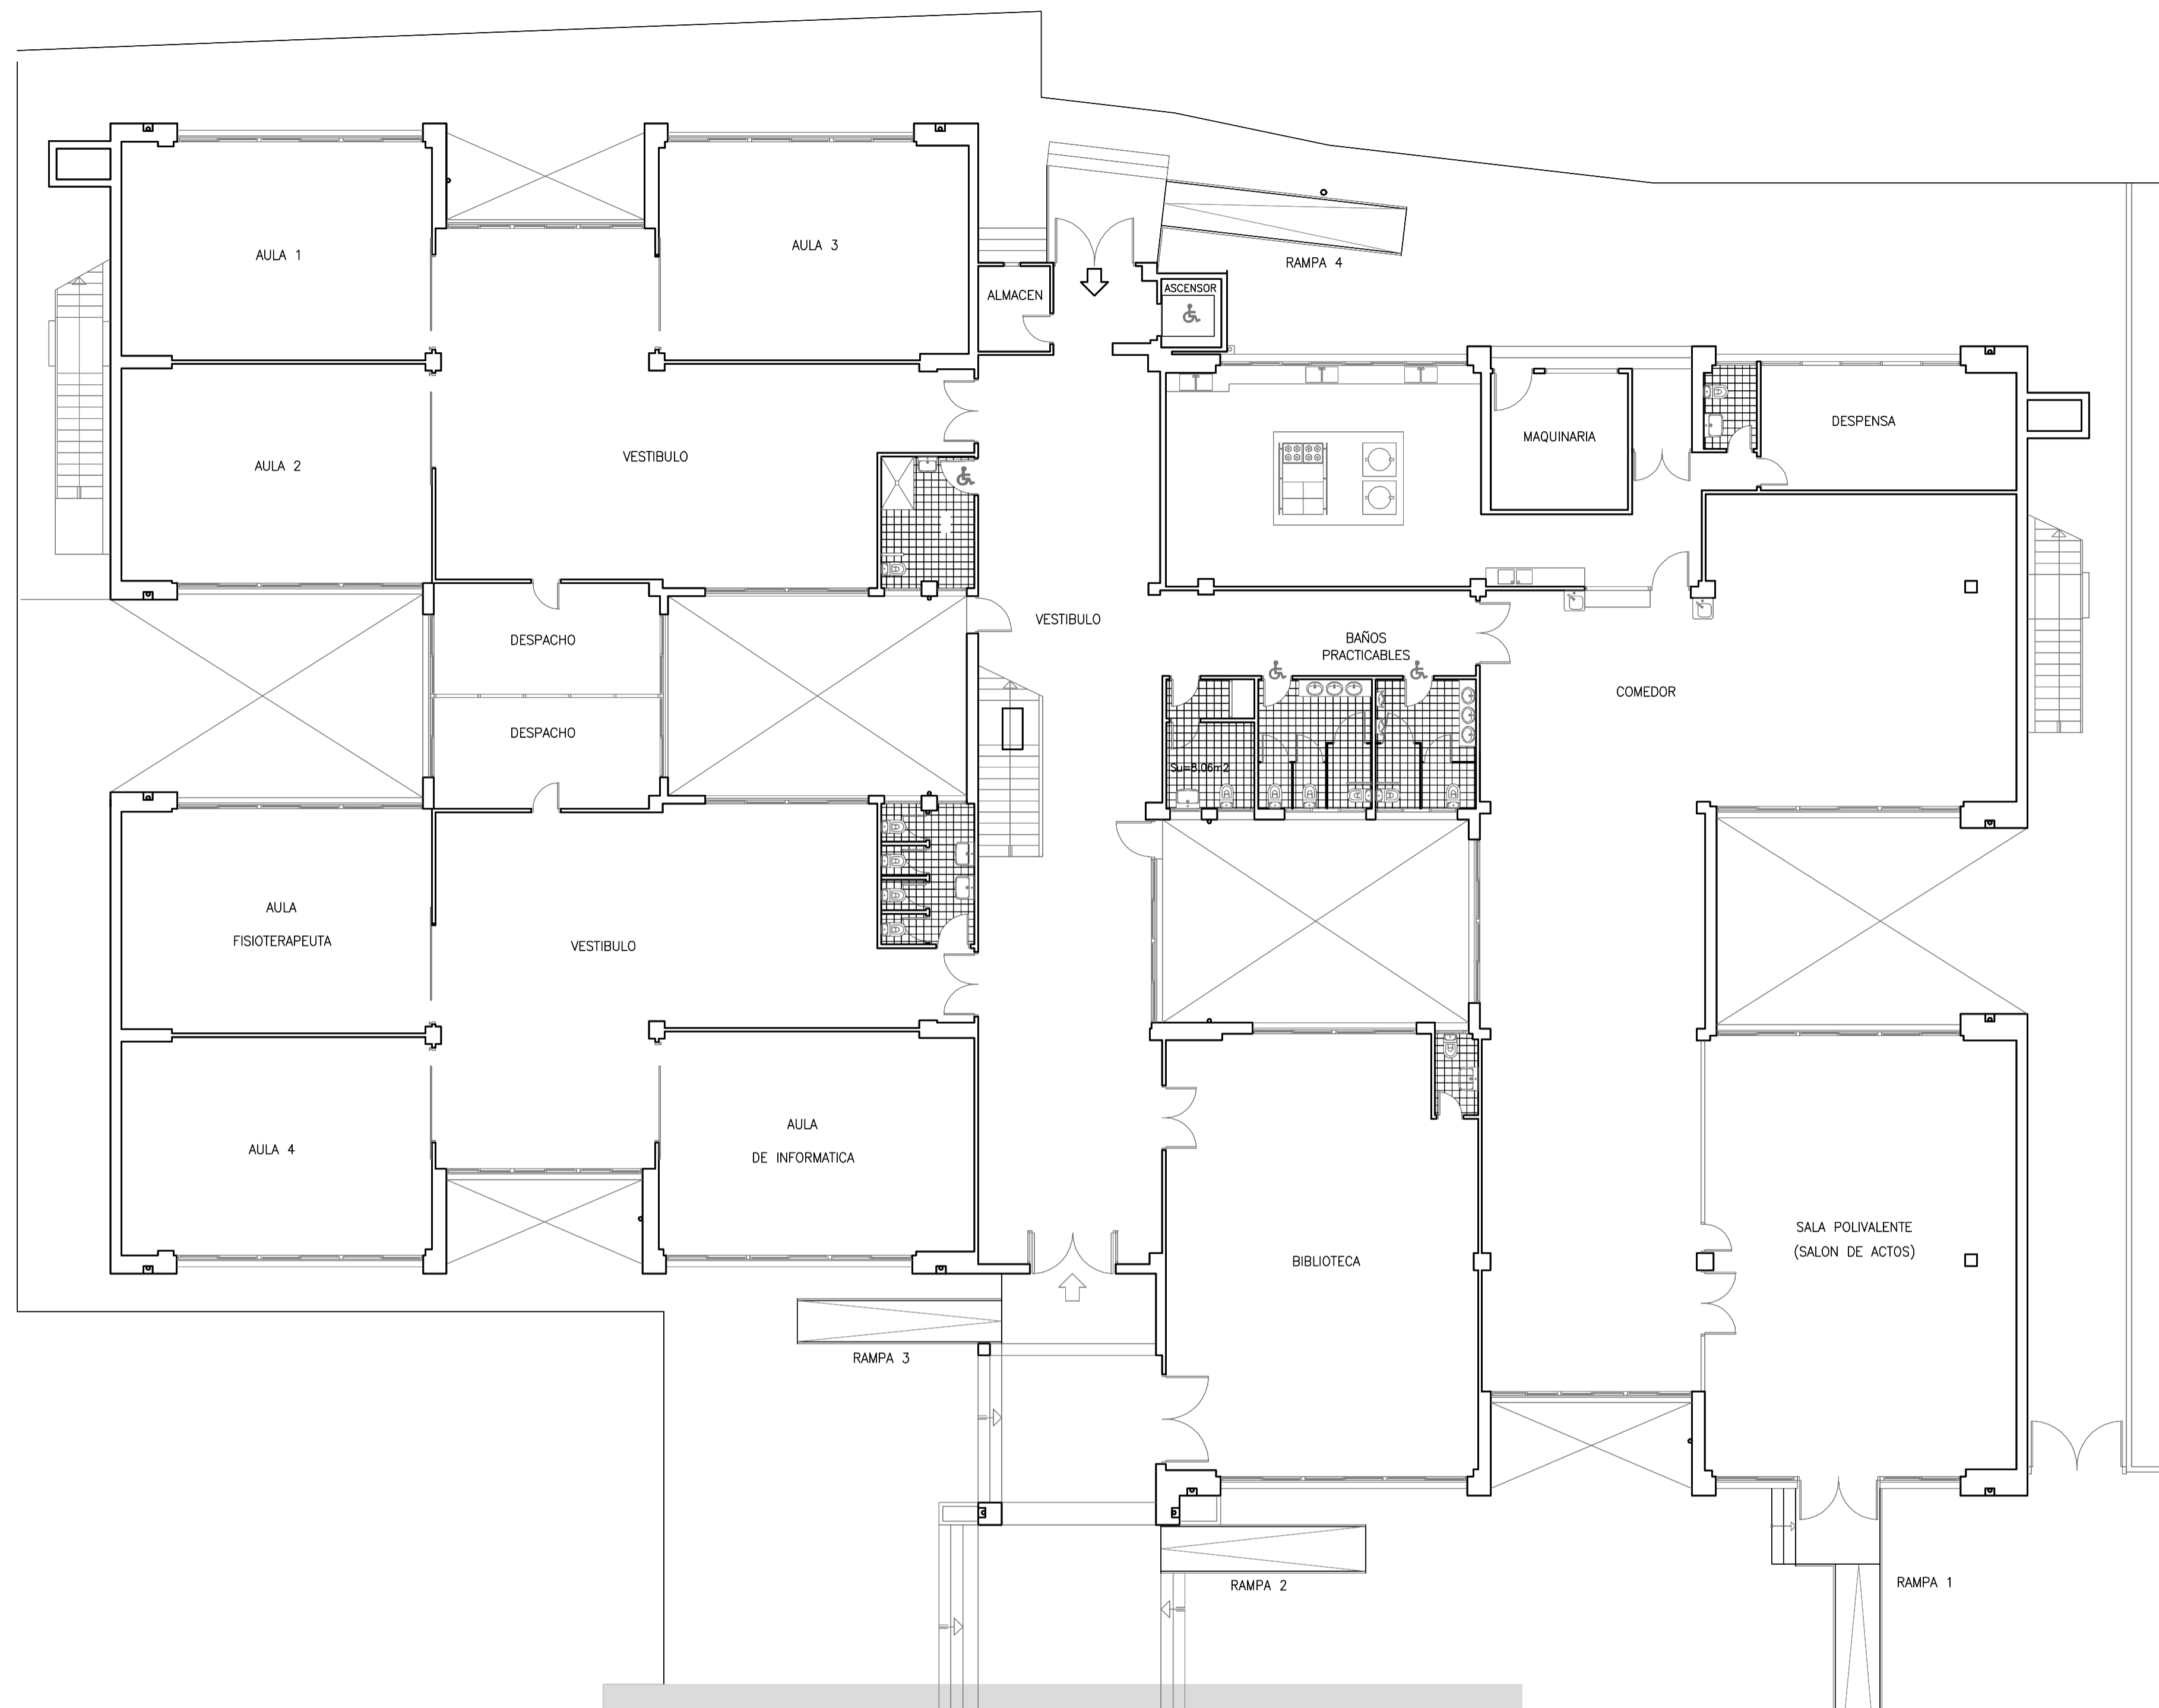 AULA 1
AULA 3
RAMPA 4
ALMACEN
ASCENSOR
AULA 2
VESTIBULO
MAQUINARIA
DESPENSA
DESPACHO
VESTIBULO
BAÑOS
PRACTICABLES
COMEDOR
DESPACHO
Su=8.06m2
AULA
FISIOTERAPEUTA
VESTIBULO
AULA 4
AULA
DE INFORMATICA
BIBLIOTECA
SALA POLIVALENTE
(SALON DE ACTOS)
RAMPA 3
RAMPA 2
RAMPA 1